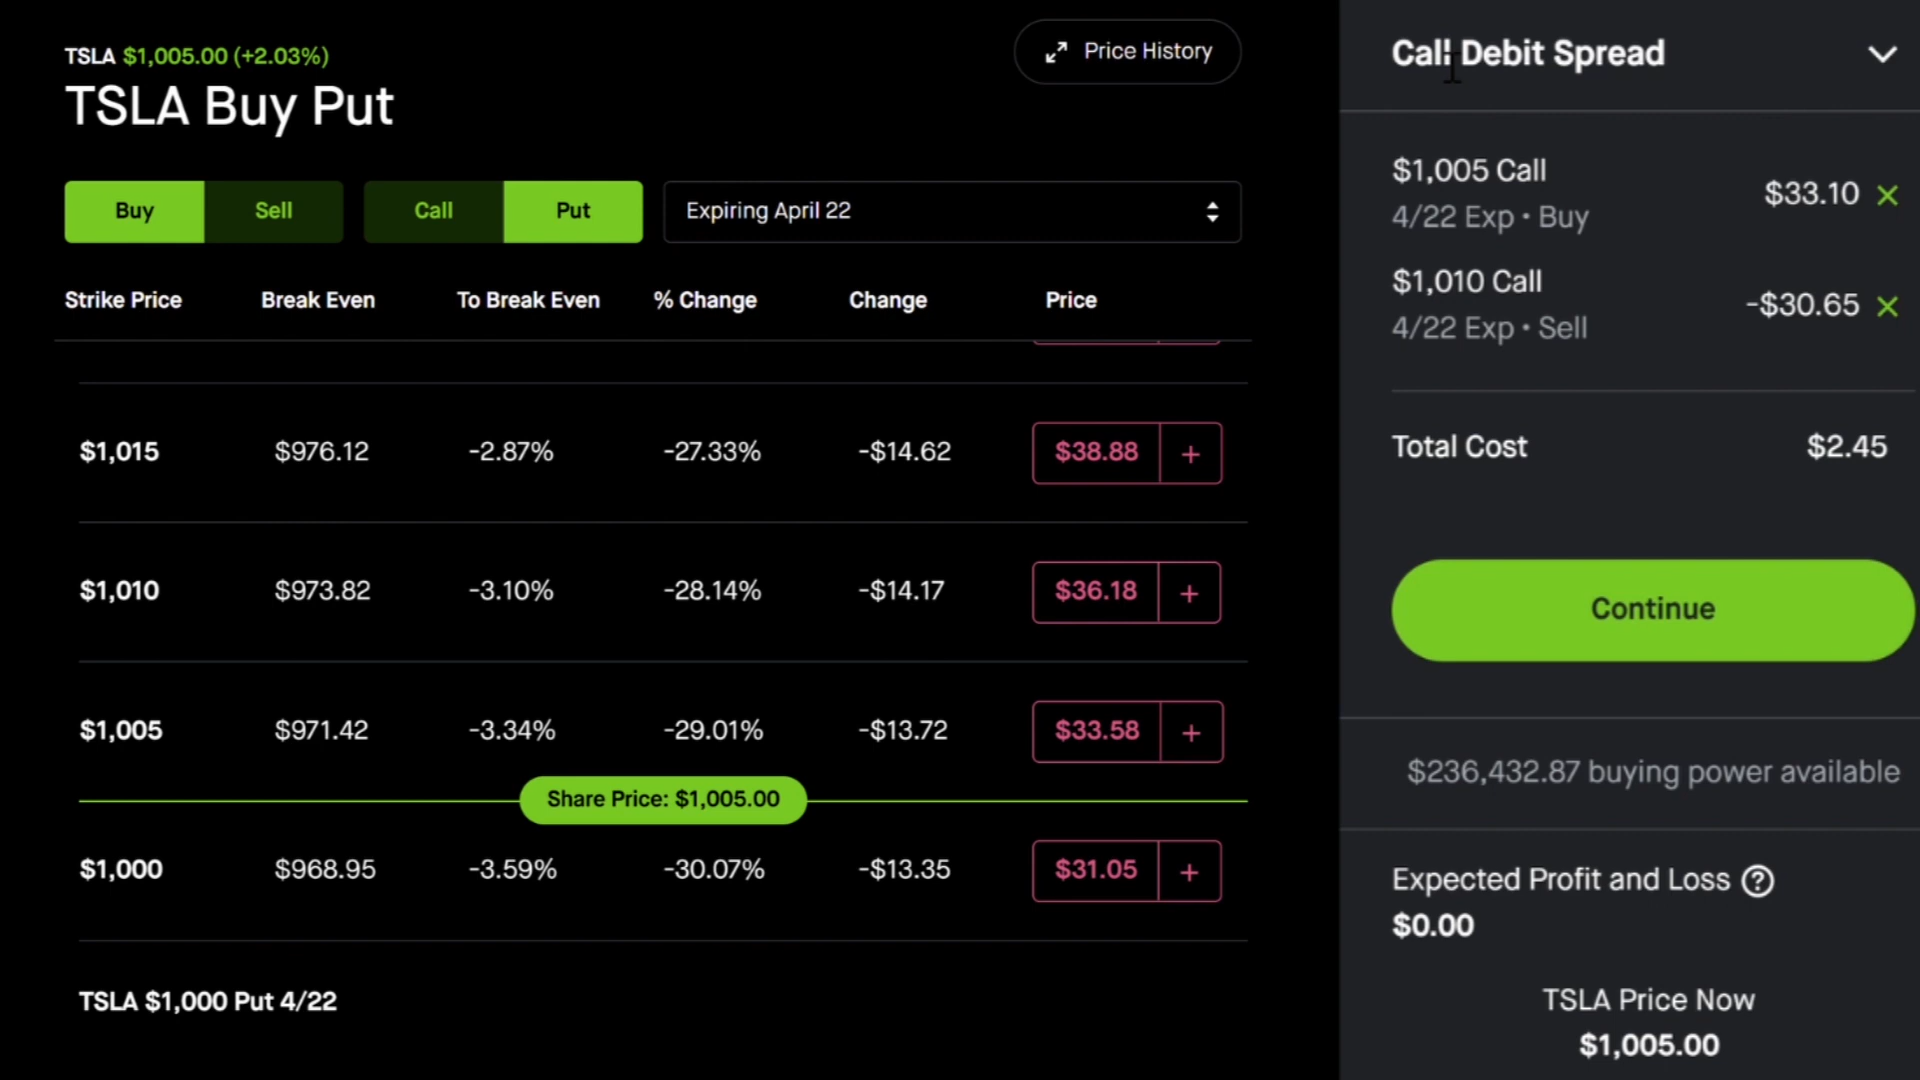 TSLA $1,005.00 (+2.03%)
TSLA Buy Put
Price History
Buy Sell Call Put Expiring April 22
Strike Price Break Even To Break Even % Change Change Price
$1,015 $976.12 -2.87% -27.33% -$14.62 $38.88 +
$1,010 $973.82 -3.10% -28.14% -$14.17 $36.18 +
$1,005 $971.42 -3.34% -29.01% -$13.72 $33.58 +
Share Price: $1,005.00
$1,000 $968.95 -3.59% -30.07% -$13.35 $31.05 +
TSLA $1,000 Put 4/22
Call Debit Spread
$1,005 Call
4/22 Exp • Buy
$33.10
$1,010 Call
4/22 Exp • Sell
-$30.65
Total Cost $2.45
Continue
$236,432.87 buying power available
Expected Profit and Loss ?
$0.00
TSLA Price Now
$1,005.00